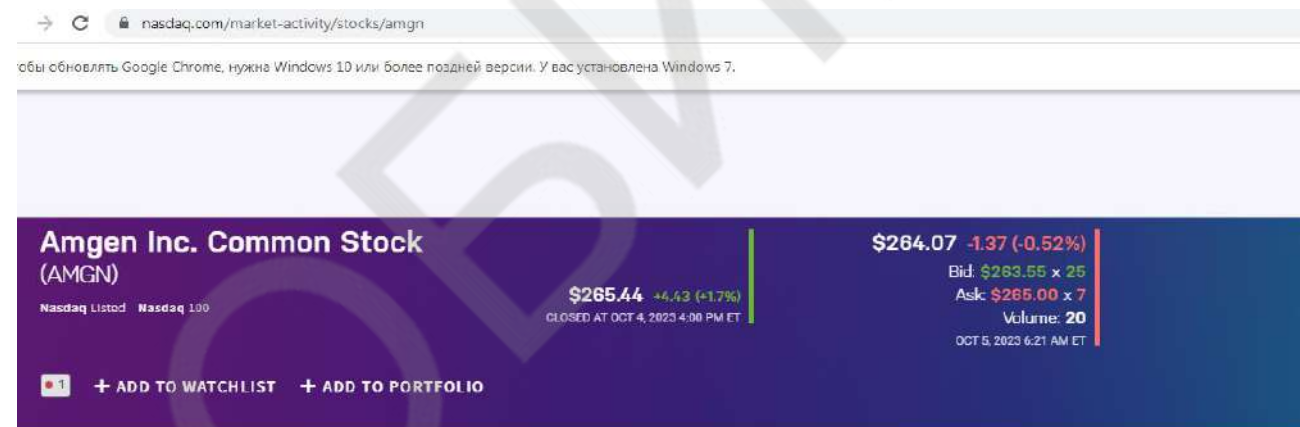 nasdaq.com/market-activity/stocks/amgn
тобы обновлять Google Chrome, нужна Windows 10 или более поздней версии. У вас установлена Windows 7.
Amgen Inc. Common Stock
(AMGN)
Nasdaq Listed Nasdaq 100
$265.44 +4.43 (+1.7%)
CLOSED AT OCT 4, 2023 4:00 PM ET
$264.07 -1.37 (-0.52%)
Bid: $263.55 x 25
Ask: $265.00 x 7
Volume: 20
OCT 5, 2023 6:21 AM ET
1 + ADD TO WATCHLIST + ADD TO PORTFOLIO